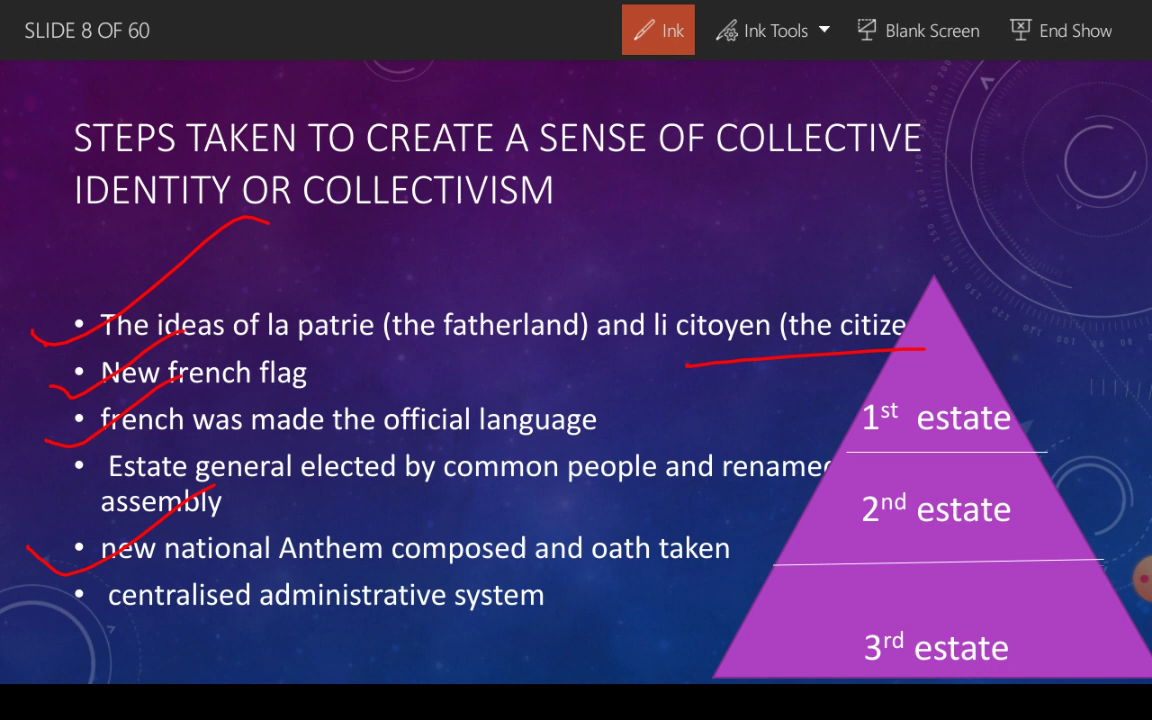 SLIDE 8 OF 60
Ink
Ink Tools
Blank Screen
End Show
STEPS TAKEN TO CREATE A SENSE OF COLLECTIVE
IDENTITY OR COLLECTIVISM
• The ideas of la patrie (the fatherland) and li citoyen (the citize
• New french flag
• french was made the official language
• Estate general elected by common people and renamed
assembly
• new national Anthem composed and oath taken
• centralised administrative system
1st estate
2nd estate
3rd estate